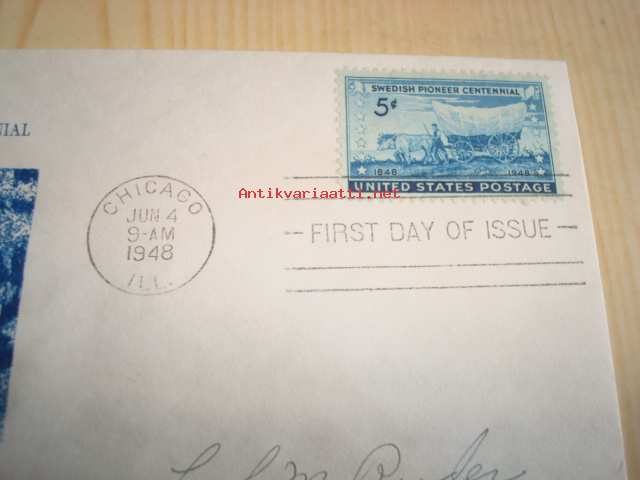 SWEDISH PIONEER CENTENNIAL
5¢
1848 1948
UNITED STATES POSTAGE
NIAL
CHICAGO
JUN 4
9-AM
1948
ILL.
Antikvariaatti.net
FIRST DAY OF ISSUE